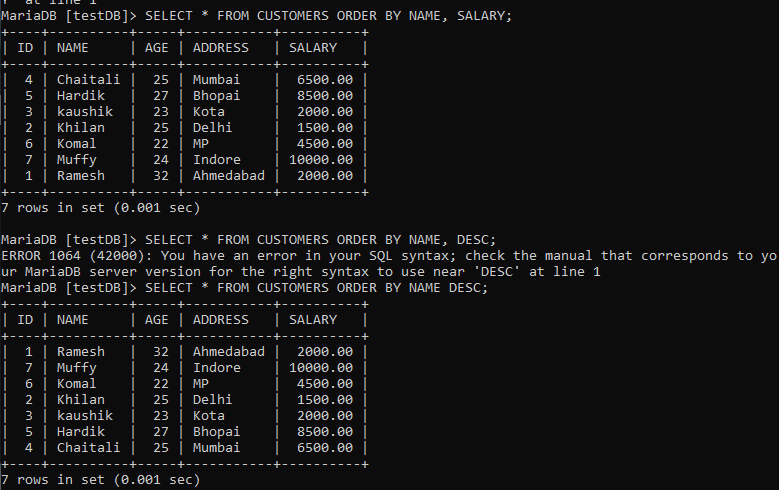 Y' at line 1
MariaDB [testDB]> SELECT * FROM CUSTOMERS ORDER BY NAME, SALARY;
+----+----------+-----+-----------+----------+
| ID | NAME     | AGE | ADDRESS   | SALARY   |
+----+----------+-----+-----------+----------+
|  4 | Chaitali |  25 | Mumbai    |  6500.00 |
|  5 | Hardik   |  27 | Bhopai    |  8500.00 |
|  3 | kaushik  |  23 | Kota      |  2000.00 |
|  2 | Khilan   |  25 | Delhi     |  1500.00 |
|  6 | Komal    |  22 | MP        |  4500.00 |
|  7 | Muffy    |  24 | Indore    | 10000.00 |
|  1 | Ramesh   |  32 | Ahmedabad |  2000.00 |
+----+----------+-----+-----------+----------+
7 rows in set (0.001 sec)
MariaDB [testDB]> SELECT * FROM CUSTOMERS ORDER BY NAME, DESC;
ERROR 1064 (42000): You have an error in your SQL syntax; check the manual that corresponds to yo
ur MariaDB server version for the right syntax to use near 'DESC' at line 1
MariaDB [testDB]> SELECT * FROM CUSTOMERS ORDER BY NAME DESC;
+----+----------+-----+-----------+----------+
| ID | NAME     | AGE | ADDRESS   | SALARY   |
+----+----------+-----+-----------+----------+
|  1 | Ramesh   |  32 | Ahmedabad |  2000.00 |
|  7 | Muffy    |  24 | Indore    | 10000.00 |
|  6 | Komal    |  22 | MP        |  4500.00 |
|  2 | Khilan   |  25 | Delhi     |  1500.00 |
|  3 | kaushik  |  23 | Kota      |  2000.00 |
|  5 | Hardik   |  27 | Bhopai    |  8500.00 |
|  4 | Chaitali |  25 | Mumbai    |  6500.00 |
+----+----------+-----+-----------+----------+
7 rows in set (0.001 sec)